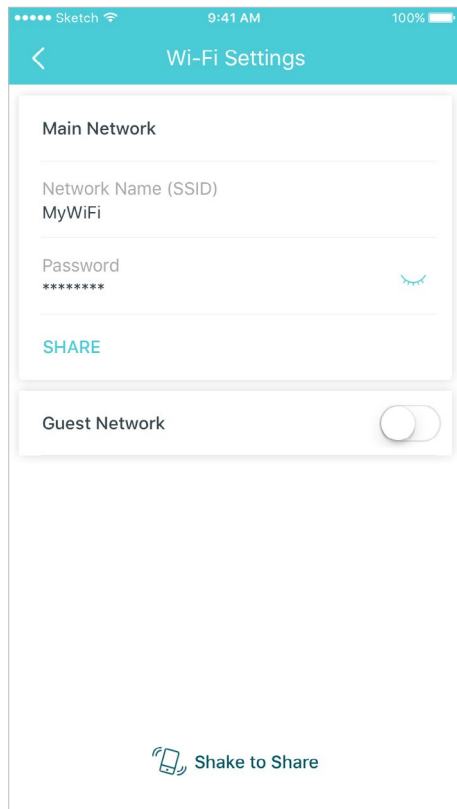 Sketch 9:41 AM 100%
Wi-Fi Settings
Main Network
Network Name (SSID)
MyWiFi
Password
********
SHARE
Guest Network
Shake to Share